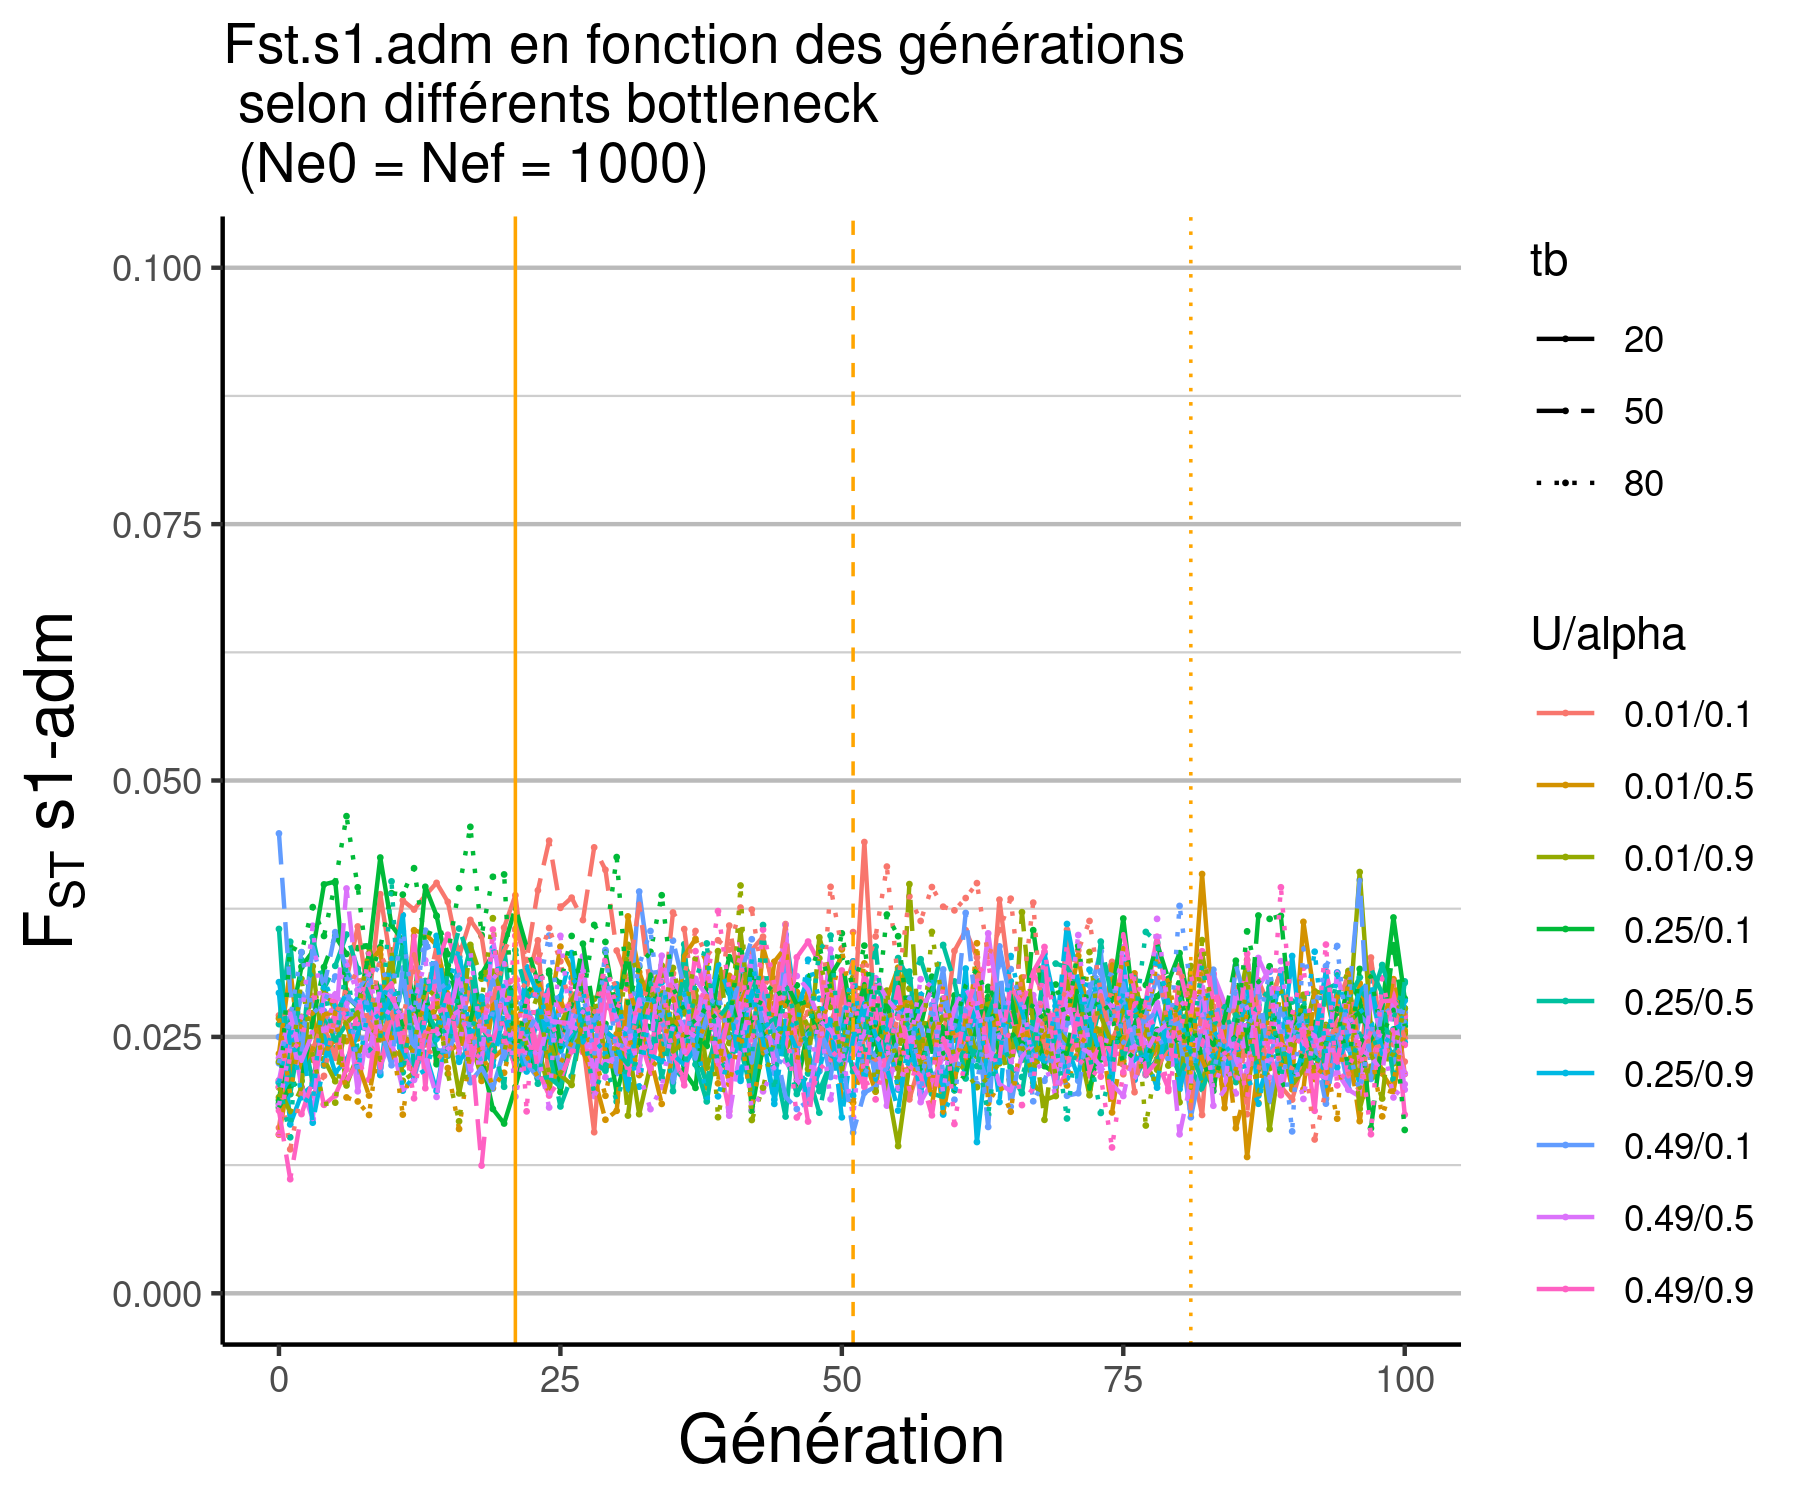 Fst.s1.adm en fonction des générations
selon différents bottleneck
(Ne0 = Nef = 1000)
F_ST s1-adm
0.100
0.075
0.050
0.025
0.000
0 25 50 75 100
Génération
tb
20
50
80
U/alpha
0.01/0.1
0.01/0.5
0.01/0.9
0.25/0.1
0.25/0.5
0.25/0.9
0.49/0.1
0.49/0.5
0.49/0.9